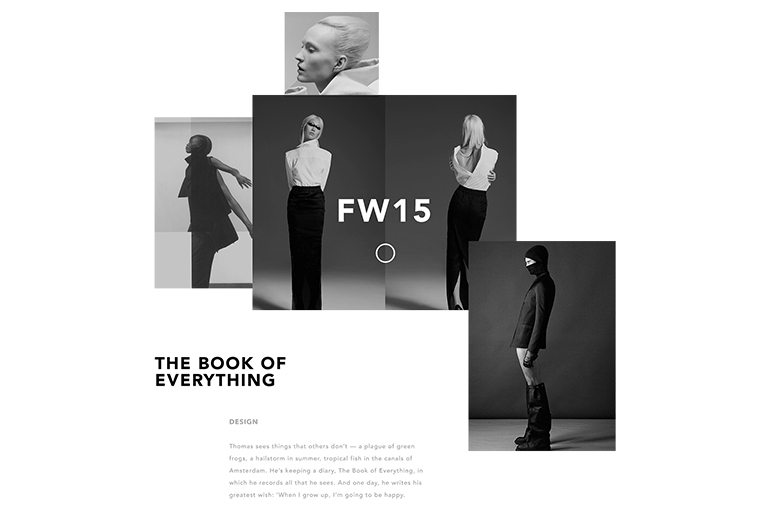 FW15
THE BOOK OF
EVERYTHING
DESIGN
Thomas sees things that others don't — a plague of green
frogs, a hailstorm in summer, tropical fish in the canals of
Amsterdam. He's keeping a diary, The Book of Everything, in
which he records all that he sees. And one day, he writes his
greatest wish: 'When I grow up, I'm going to be happy.